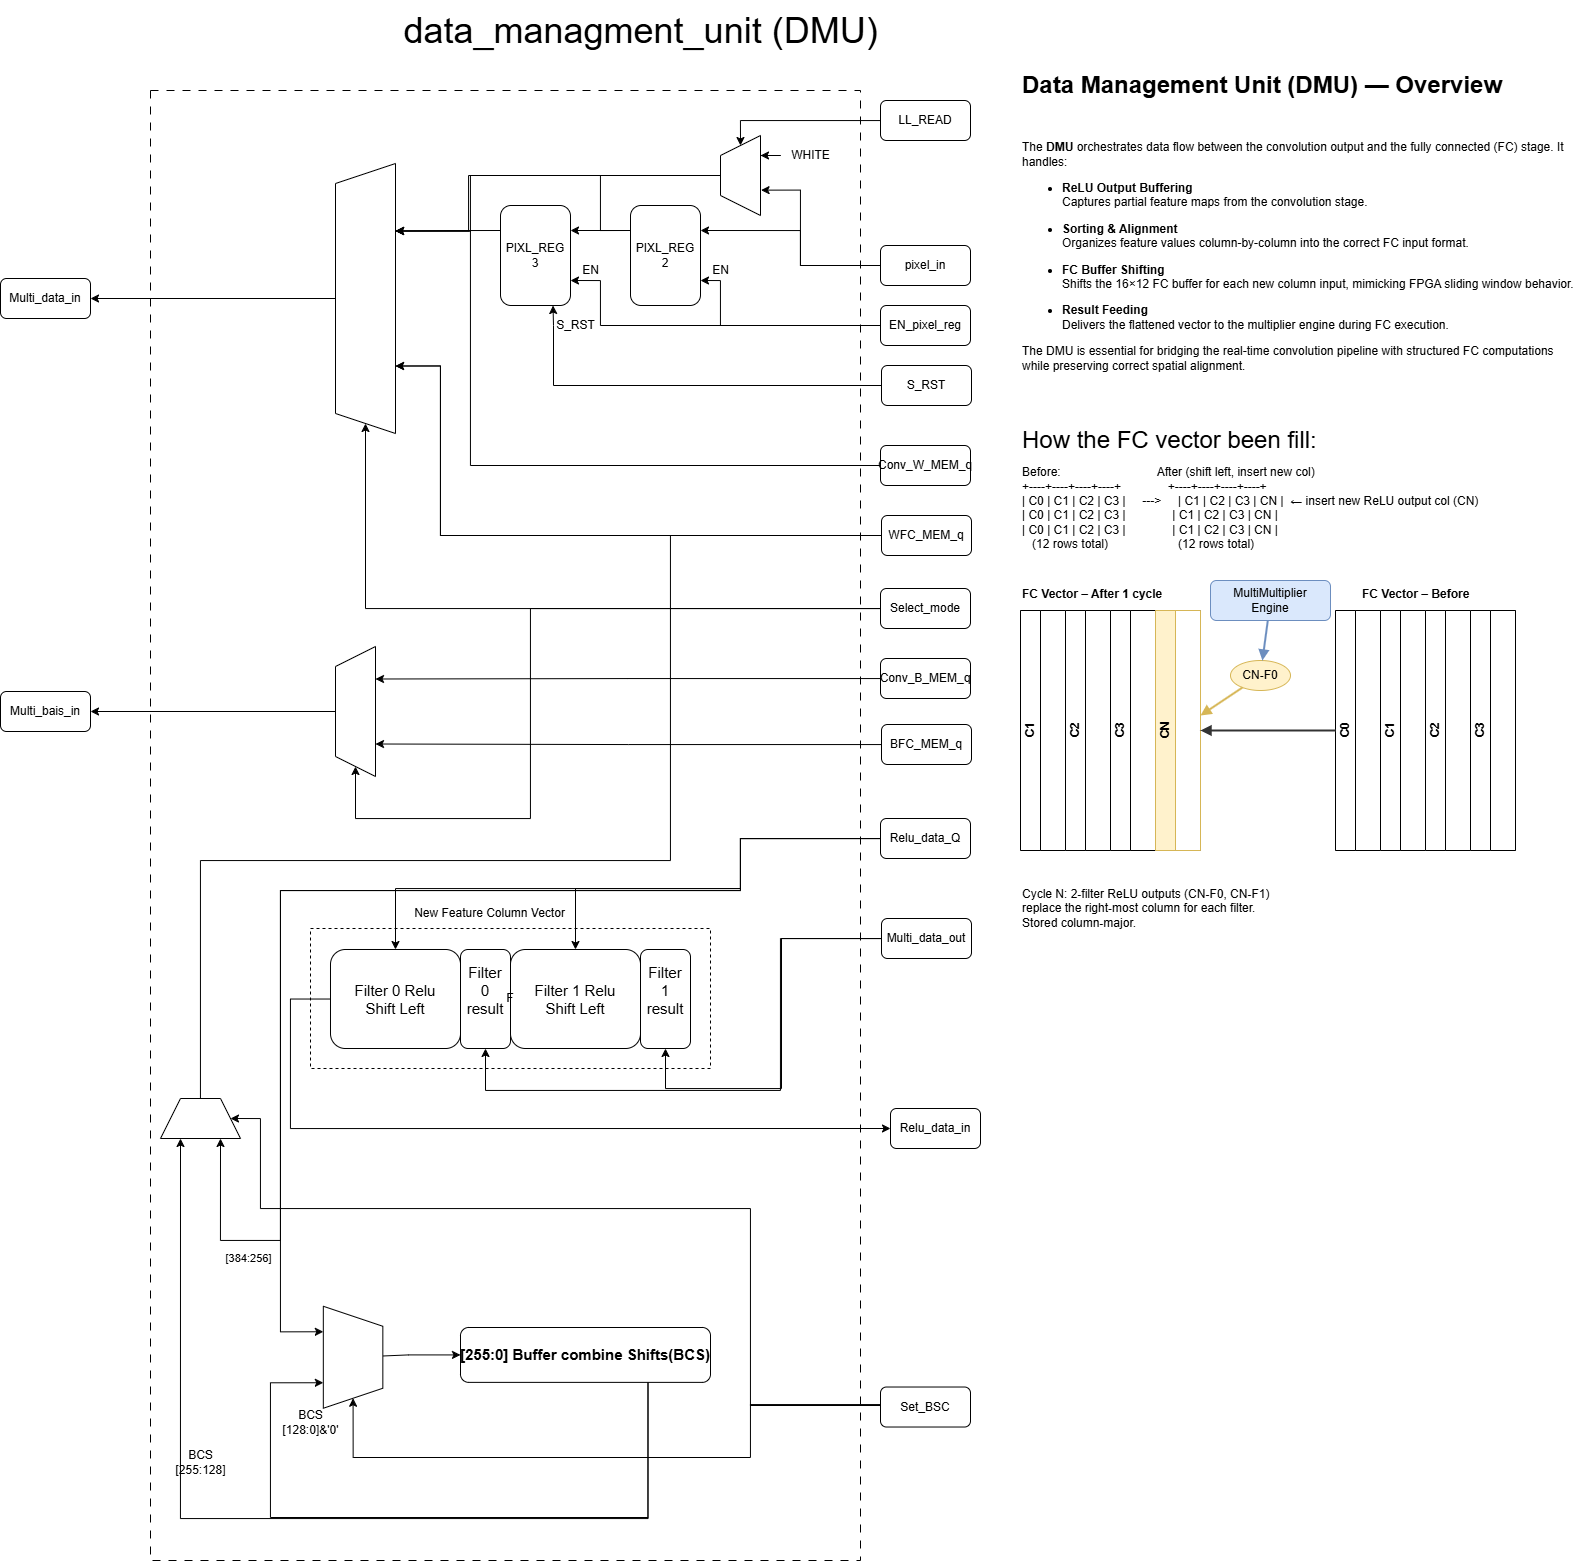 data_managment_unit (DMU)
LL_READ
WHITE
PIXL_REG
3
PIXL_REG
2
EN
EN
S_RST
pixel_in
EN_pixel_reg
S_RST
Multi_data_in
Conv_W_MEM_q
WFC_MEM_q
Select_mode
Conv_B_MEM_q
Multi_bais_in
BFC_MEM_q
Relu_data_Q
New Feature Column Vector
Multi_data_out
Filter 0 Relu
Shift Left
Filter
0
result
F
Filter 1 Relu
Shift Left
Filter
1
result
Relu_data_in
[384:256]
[255:0] Buffer combine Shifts(BCS)
BCS
[128:0]&'0'
BCS
[255:128]
Set_BSC
Data Management Unit (DMU) — Overview
The DMU orchestrates data flow between the convolution output and the fully connected (FC) stage. It
handles:
• ReLU Output Buffering
Captures partial feature maps from the convolution stage.
• Sorting & Alignment
Organizes feature values column-by-column into the correct FC input format.
• FC Buffer Shifting
Shifts the 16×12 FC buffer for each new column input, mimicking FPGA sliding window behavior.
• Result Feeding
Delivers the flattened vector to the multiplier engine during FC execution.
The DMU is essential for bridging the real-time convolution pipeline with structured FC computations
while preserving correct spatial alignment.
How the FC vector been fill:
Before: After (shift left, insert new col)
+----+----+----+----+ +----+----+----+----+
| C0 | C1 | C2 | C3 | ---> | C1 | C2 | C3 | CN | ← insert new ReLU output col (CN)
| C0 | C1 | C2 | C3 | | C1 | C2 | C3 | CN |
| C0 | C1 | C2 | C3 | | C1 | C2 | C3 | CN |
(12 rows total) (12 rows total)
FC Vector – After 1 cycle
MultiMultiplier
Engine
FC Vector – Before
CN-F0
C1
C2
C3
CN
C0
C1
C2
C3
Cycle N: 2-filter ReLU outputs (CN-F0, CN-F1)
replace the right-most column for each filter.
Stored column-major.